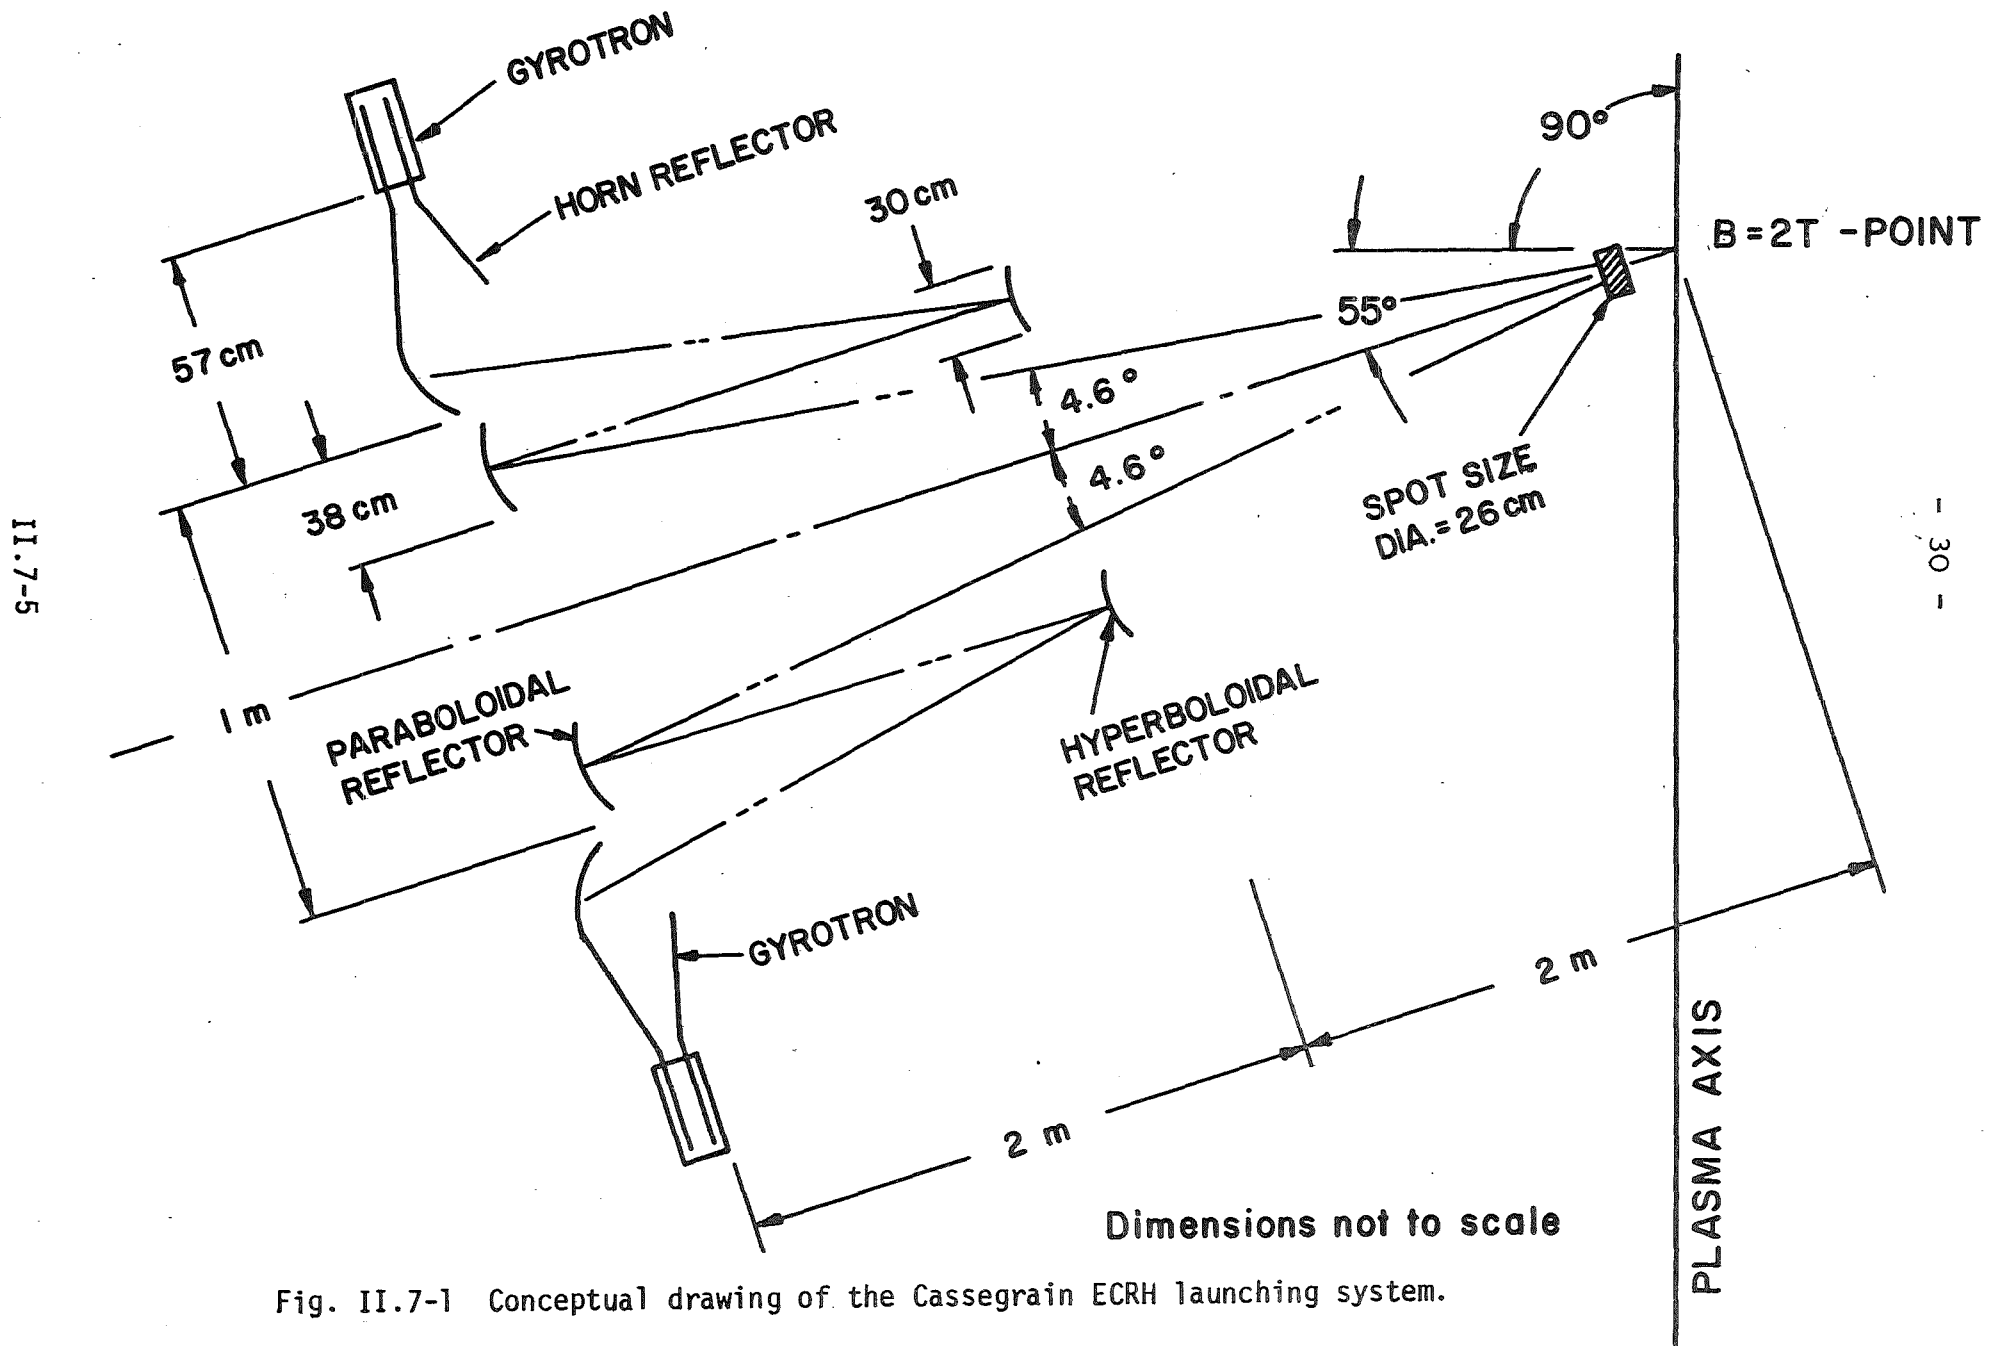 GYROTRON
HORN REFLECTOR
30 cm
90°
B=2T -POINT
57 cm
55°
4.6°
4.6°
38 cm
SPOT SIZE
DIA.=26 cm
II.7-5
- 30 -
1 m
PARABOLOIDAL
REFLECTOR
HYPERBOLOIDAL
REFLECTOR
GYROTRON
2 m
2 m
PLASMA AXIS
Dimensions not to scale
Fig. II.7-1 Conceptual drawing of the Cassegrain ECRH launching system.